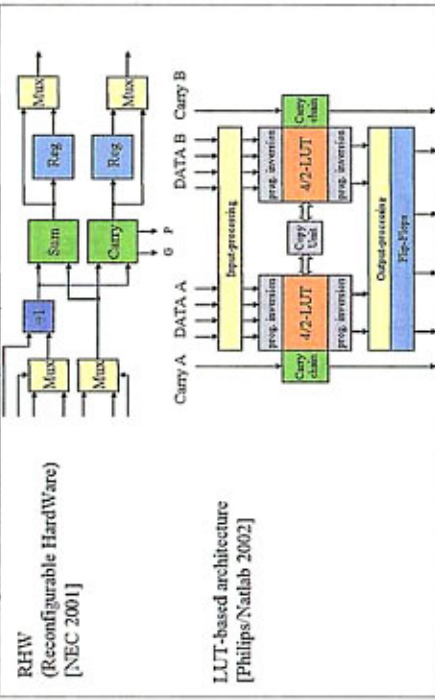 RHW
(Reconfigurable HardWare)
[NEC 2001]
Mux
Mux
Sum
Carry
G
P
Reg
Reg
Mux
Mux
LUT-based architecture
[Philips/Natlab 2002]
Carry A
DATA A
DATA B
Carry B
Input-processing
prog. inversion
prog. inversion
Carry
chain
4/2-LUT
Copy
Unit
4/2-LUT
Carry
chain
prog. inversion
prog. inversion
Output-processing
Flip-Flops